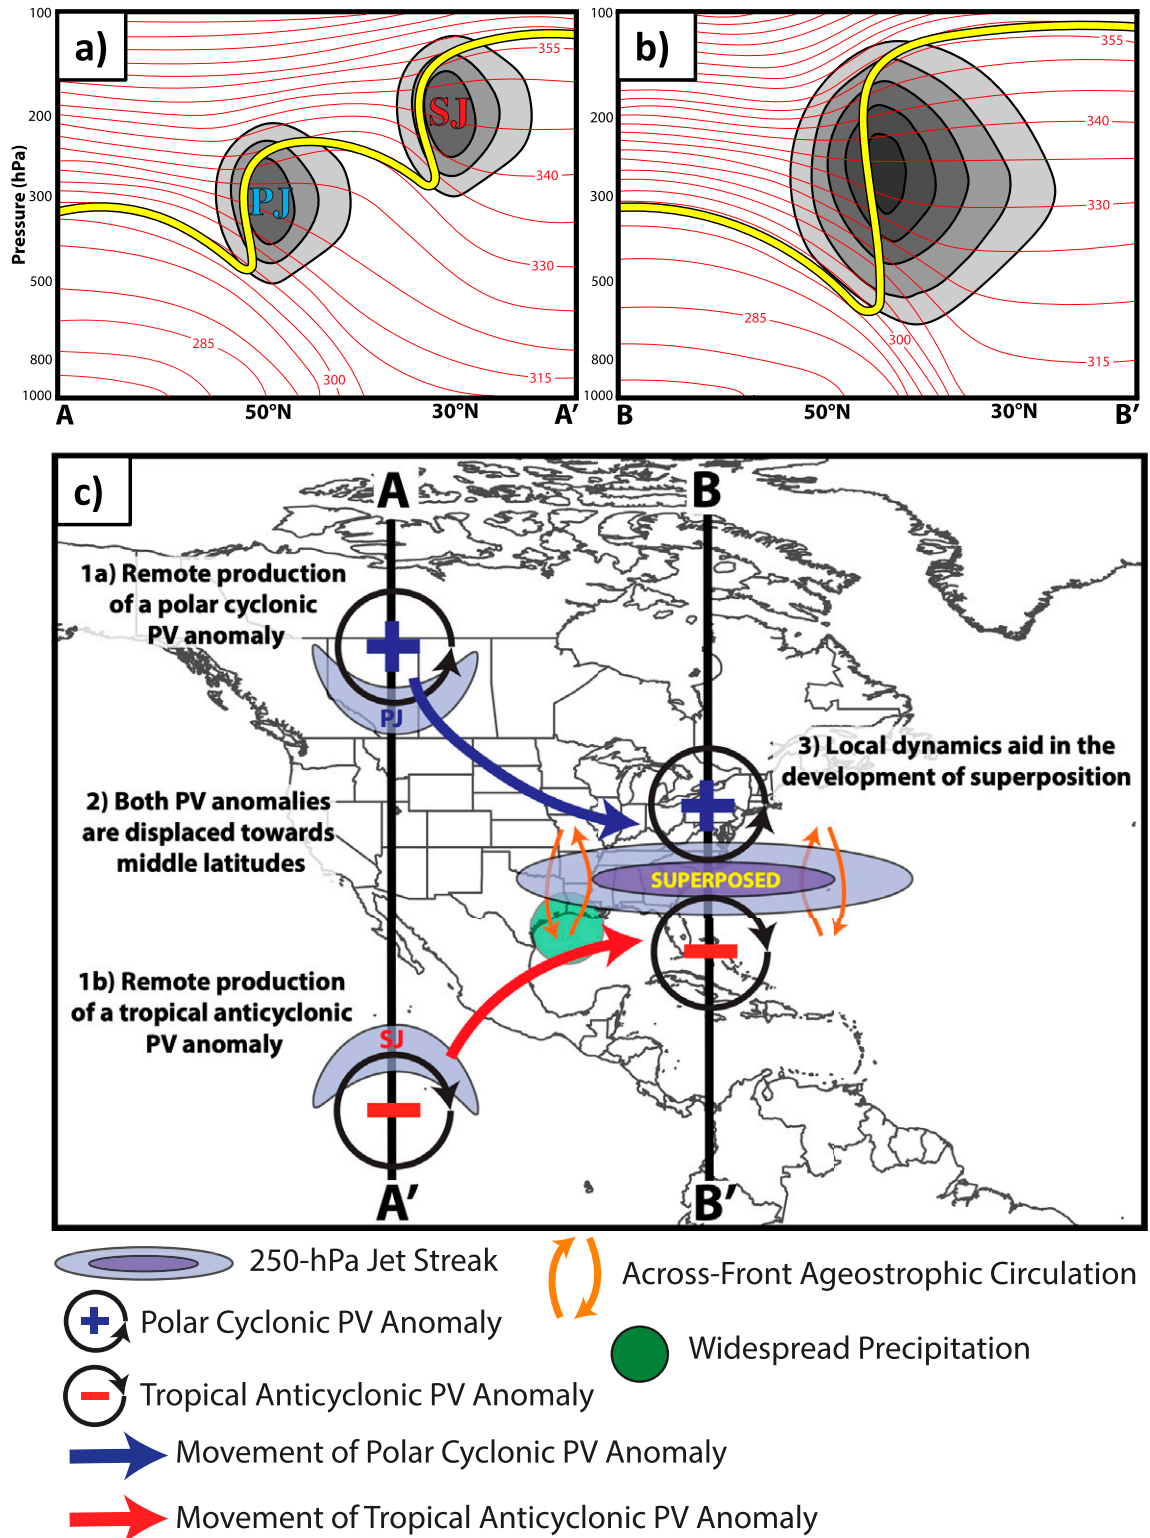 a)
100
200
300
500
800
1000
Pressure (hPa)
355
SJ
PJ
340
330
285
300
315
A
50°N
30°N
A’
b)
100
200
300
500
800
1000
355
340
330
285
300
315
B
50°N
30°N
B’
c)
A
B
1a) Remote production
of a polar cyclonic
PV anomaly
PJ
3) Local dynamics aid in the
development of superposition
2) Both PV anomalies
are displaced towards
middle latitudes
SUPERPOSED
1b) Remote production
of a tropical anticyclonic
PV anomaly
SJ
A’
B’
250-hPa Jet Streak
Across-Front Ageostrophic Circulation
Polar Cyclonic PV Anomaly
Widespread Precipitation
Tropical Anticyclonic PV Anomaly
Movement of Polar Cyclonic PV Anomaly
Movement of Tropical Anticyclonic PV Anomaly